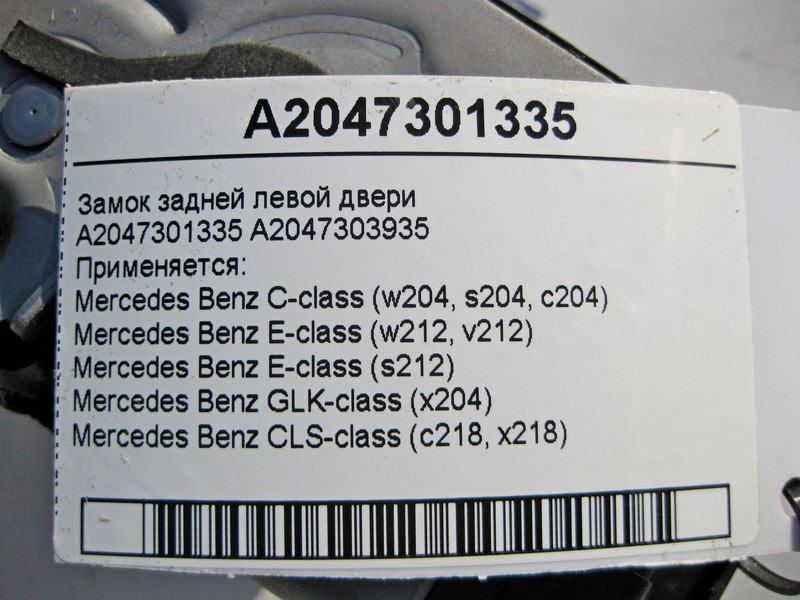 A2047301335
Замок задней левой двери
A2047301335 A2047303935
Применяется:
Mercedes Benz C-class (w204, s204, c204)
Mercedes Benz E-class (w212, v212)
Mercedes Benz E-class (s212)
Mercedes Benz GLK-class (x204)
Mercedes Benz CLS-class (c218, x218)